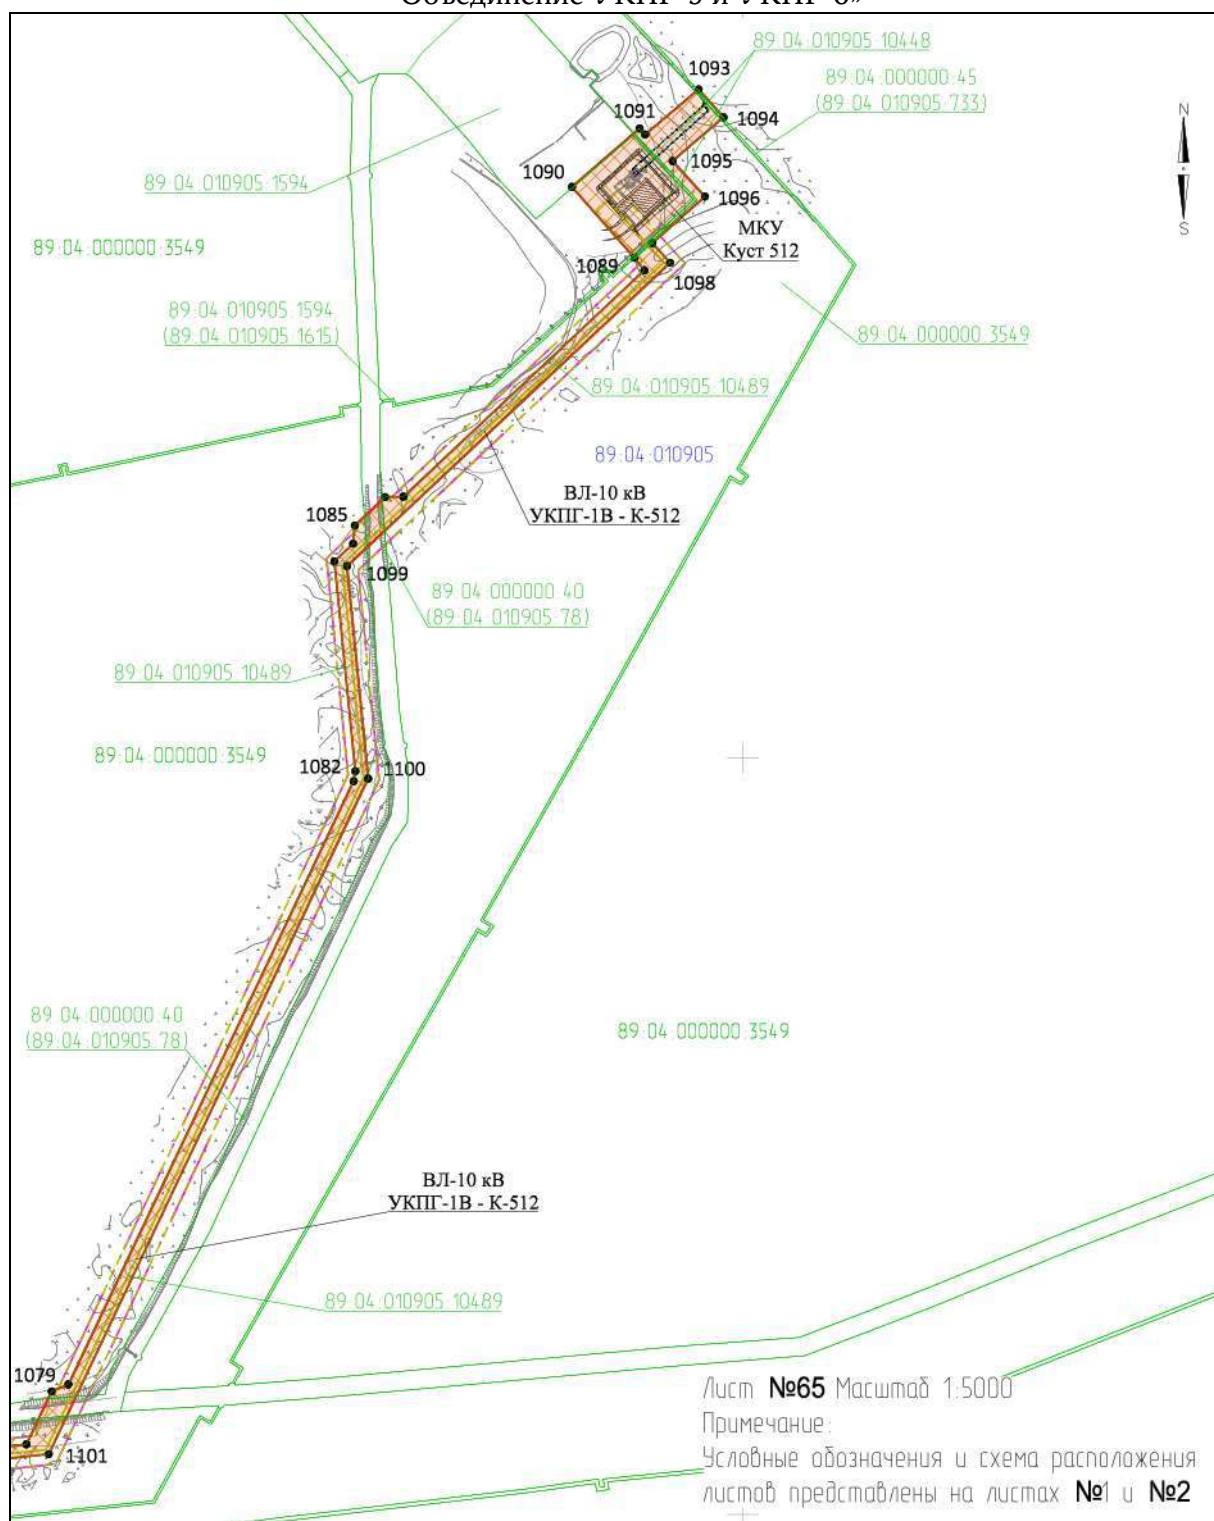 Объединение УКПГ-5 и УКПГ-6»
89:04:010905:10448
1093
89:04:000000:45
(89:04:010905:733)
N
1091
1094
1095
1090
89:04:010905:1594
1096
МКУ
Куст 512
S
89:04:000000:3549
1089
1098
89:04:010905:1594
(89:04:010905:1615)
89:04:000000:3549
89:04:010905:10489
89:04:010905
ВЛ-10 кВ
УКПГ-1В - К-512
1085
1099
89:04:000000:40
(89:04:010905:78)
89:04:010905:10489
89:04:000000:3549
1082
1100
89:04:000000:40
(89:04:010905:78)
89:04:000000:3549
ВЛ-10 кВ
УКПГ-1В - К-512
89:04:010905:10489
1079
1101
Лист №65 Масштаб 1:5000
Примечание:
Условные обозначения и схема расположения
листов представлены на листах №1 и №2